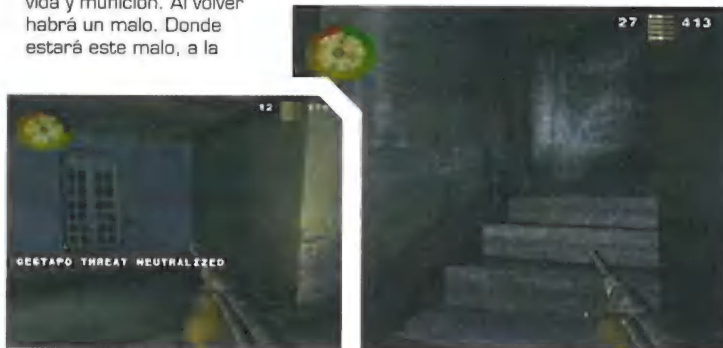 vida y munición. Al volver
habrá un malo. Donde
estará este malo, a la
27 413
12
GESTAPO THREAT NEUTRALIZED